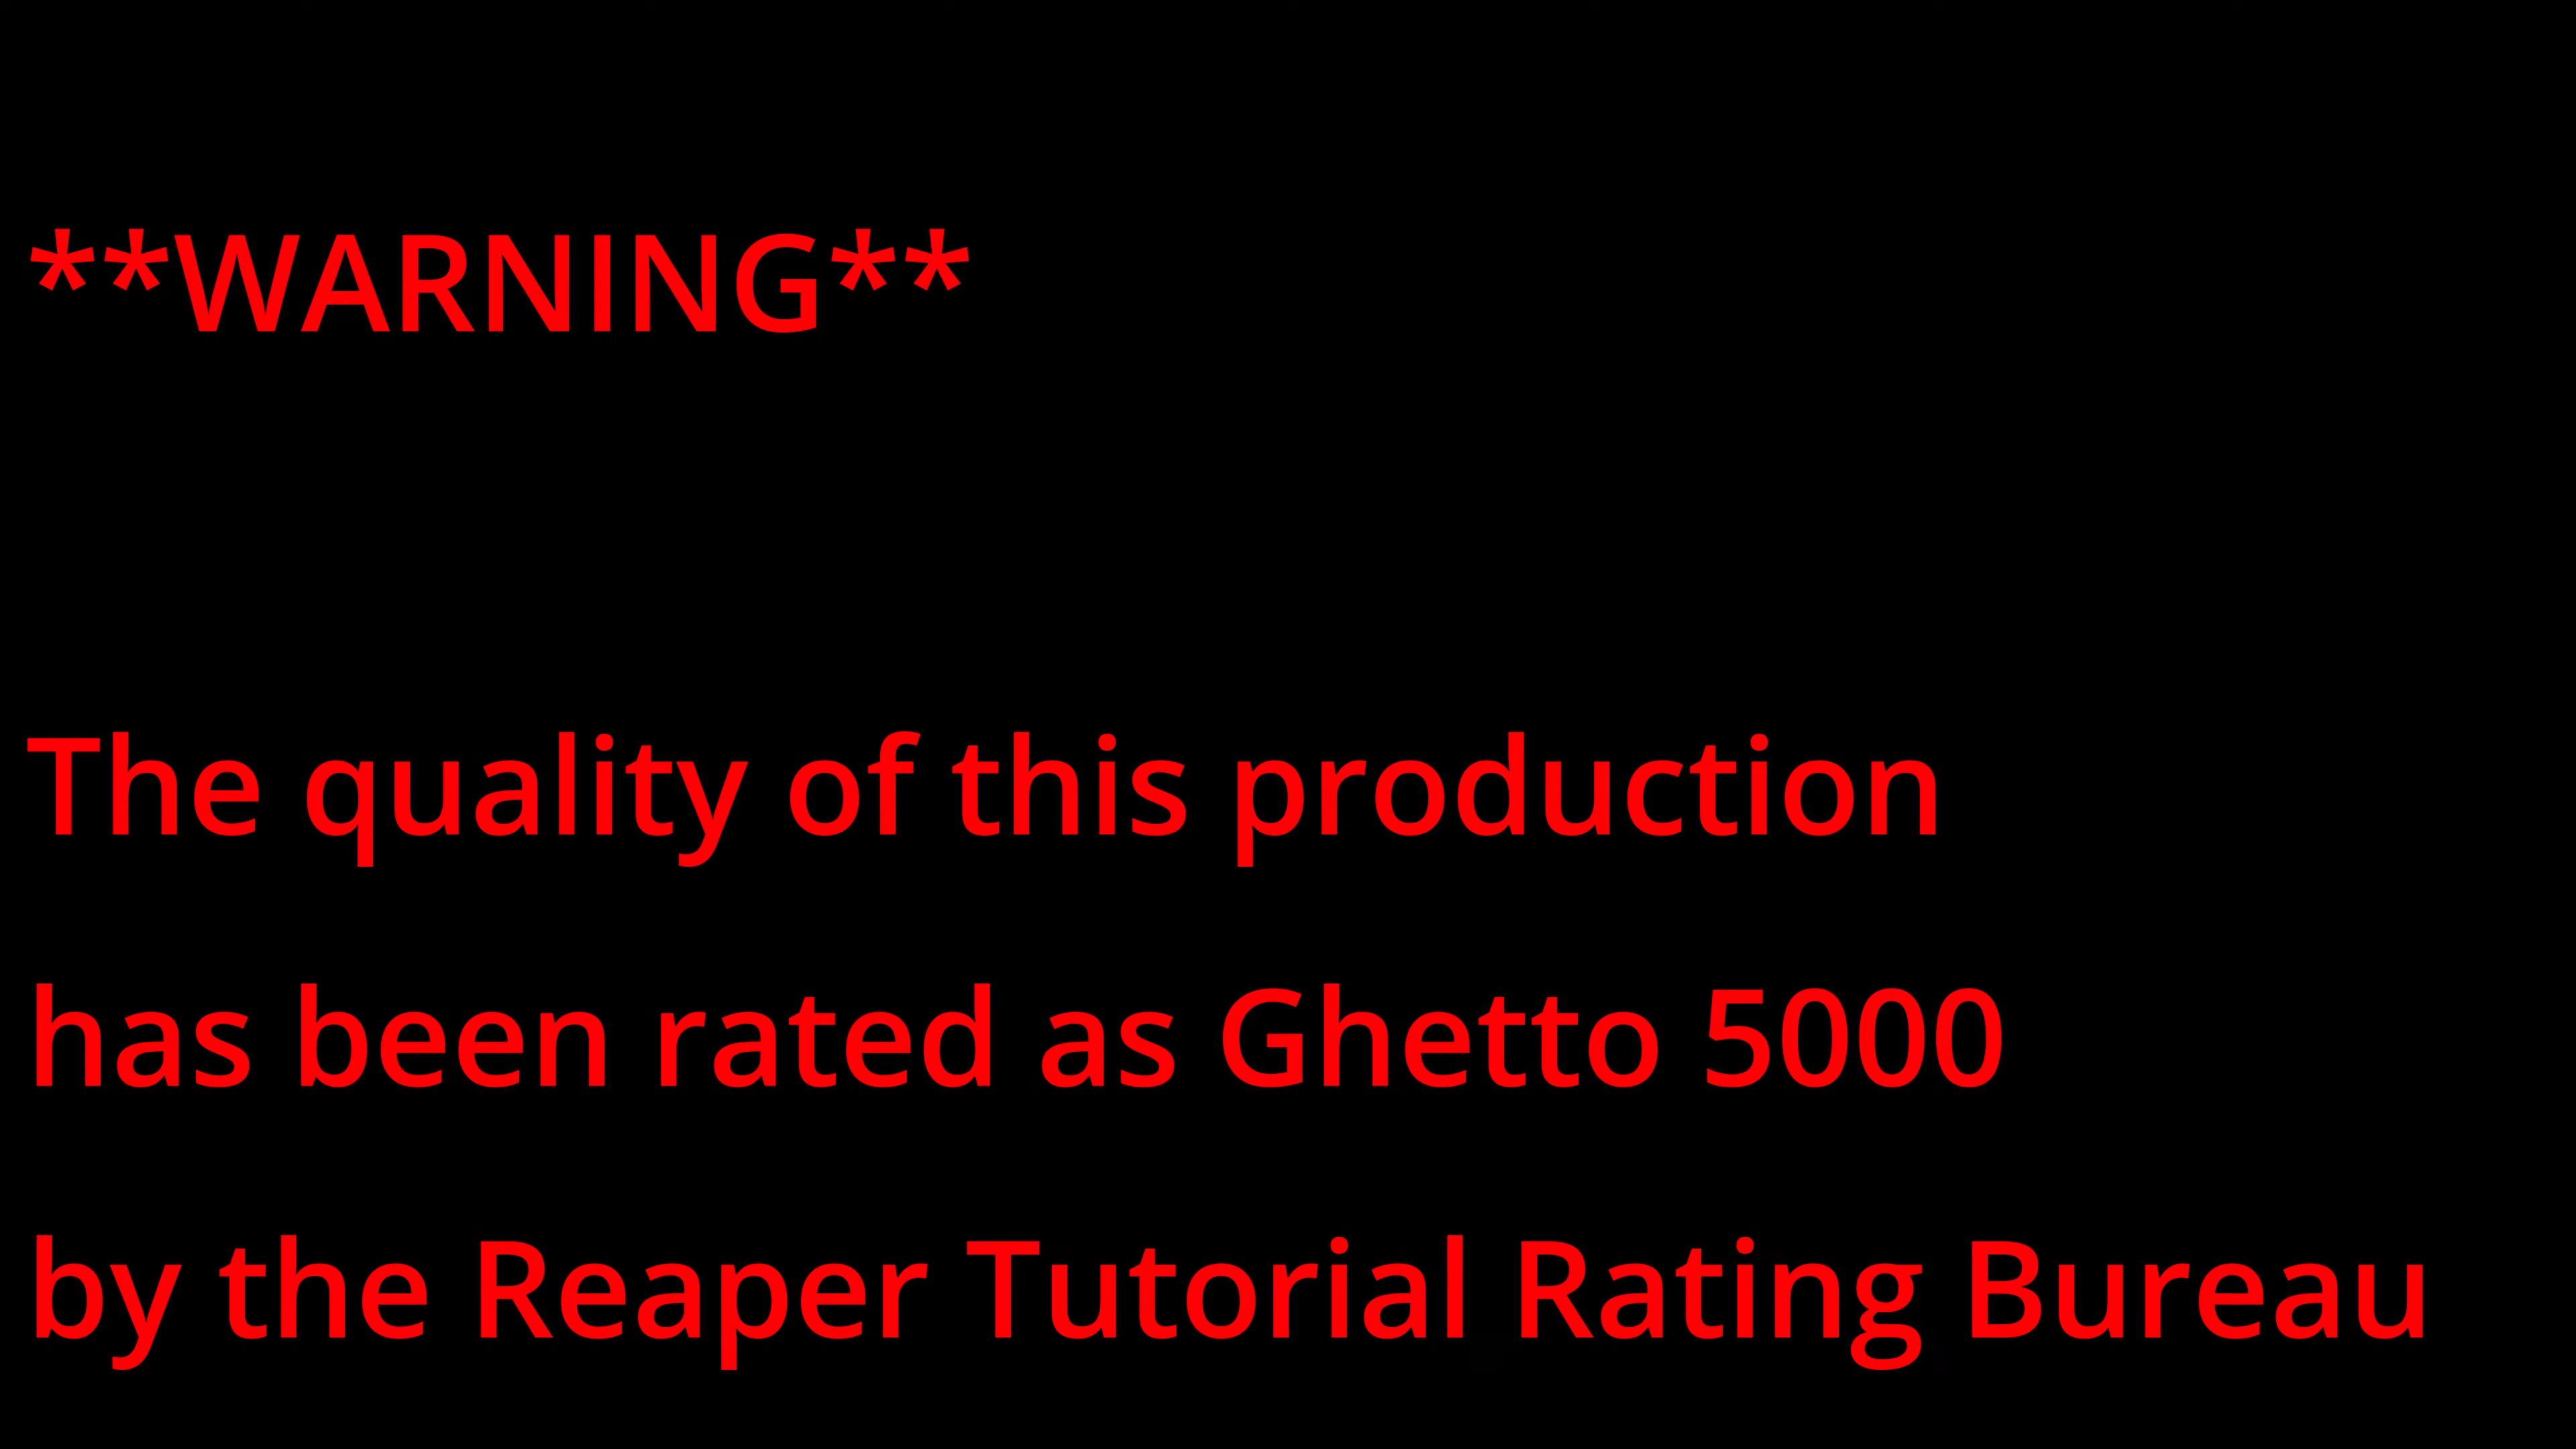 **WARNING**
The quality of this production
has been rated as Ghetto 5000
by the Reaper Tutorial Rating Bureau